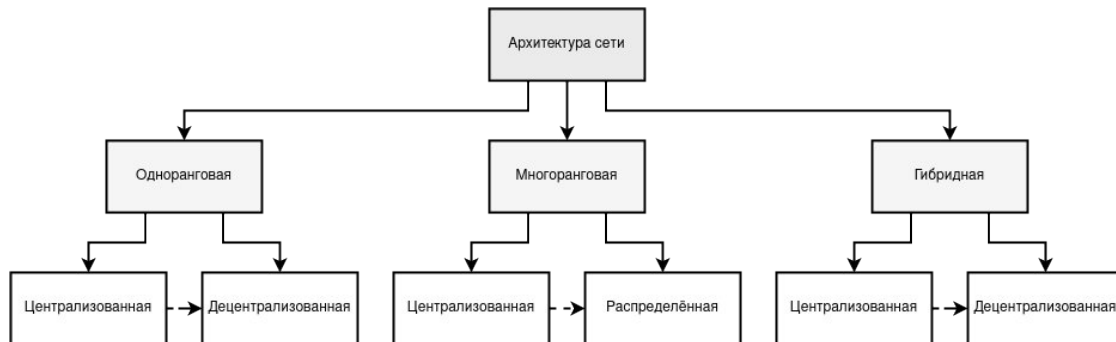 Архитектура сети
Одноранговая
Многоранговая
Гибридная
Централизованная
Децентрализованная
Централизованная
Распределённая
Централизованная
Децентрализованная